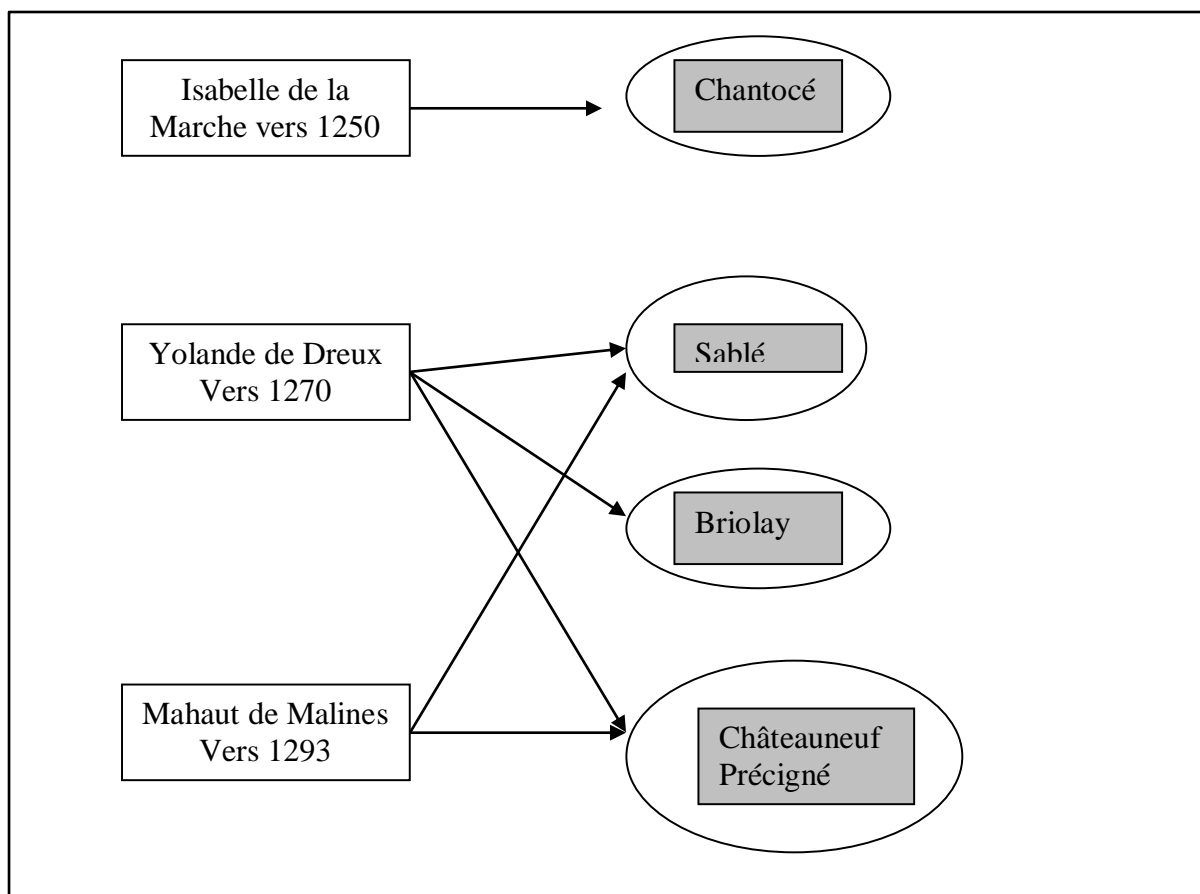 Isabelle de la
Marche vers 1250
Chantocé
Yolande de Dreux
Vers 1270
Sablé
Briolay
Mahaut de Malines
Vers 1293
Châteauneuf
Précigné